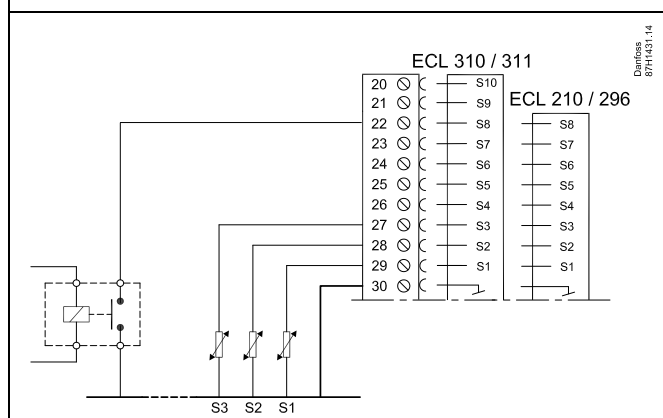 Danfoss
87H1431.14
ECL 310 / 311
ECL 210 / 296
20 S10
21 S9
22 S8 S8
23 S7 S7
24 S6 S6
25 S5 S5
26 S4 S4
27 S3 S3
28 S2 S2
29 S1 S1
30
S3 S2 S1